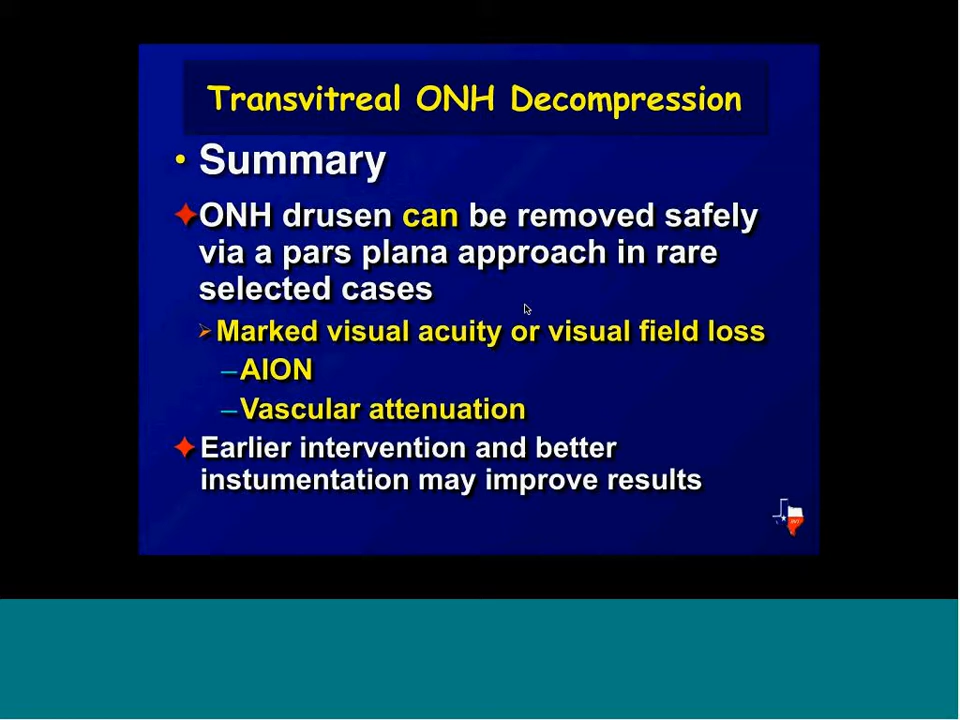 Transvitreal ONH Decompression
• Summary
ONH drusen can be removed safely
via a pars plana approach in rare
selected cases
Marked visual acuity or visual field loss
–AION
–Vascular attenuation
Earlier intervention and better
instumentation may improve results